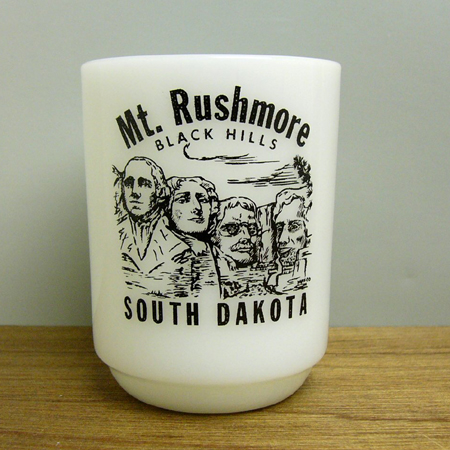 Mt. Rushmore
BLACK HILLS
SOUTH DAKOTA